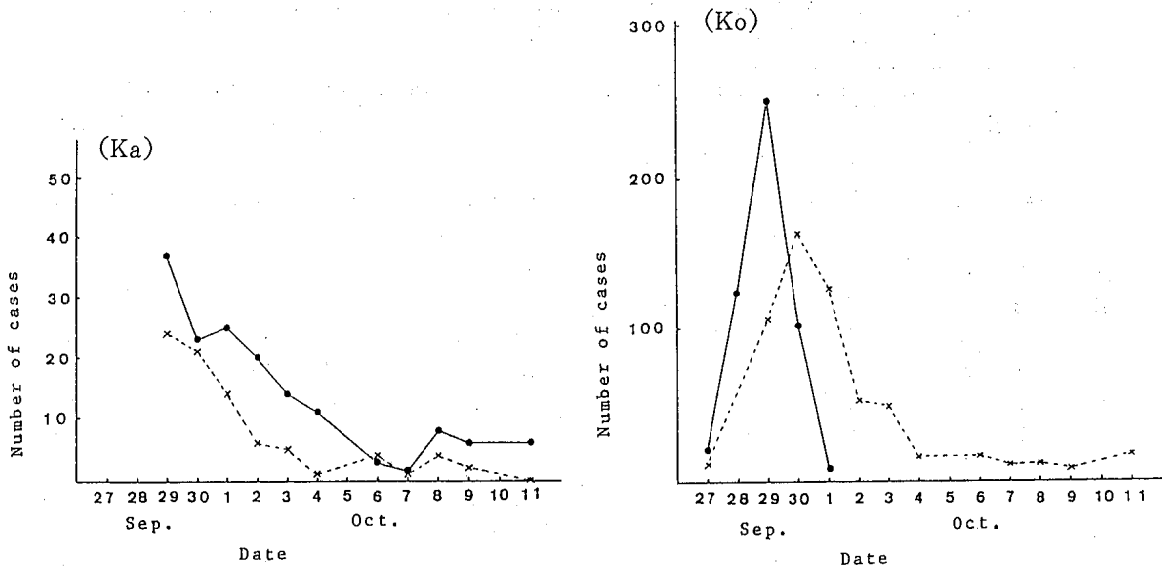 (Ka)
50
40
30
20
10
Number of cases
27 28 29 30 1 2 3 4 5 6 7 8 9 10 11
Sep. Oct.
Date
(Ko)
300
200
100
Number of cases
27 28 29 30 1 2 3 4 6 7 8 9 10 11
Sep. Oct.
Date